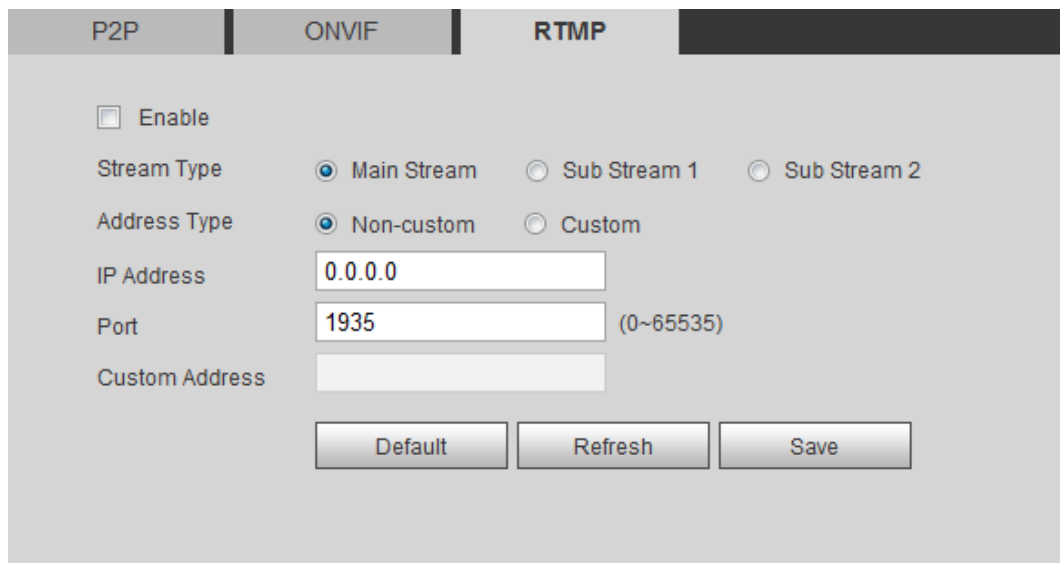 P2P ONVIF RTMP
Enable
Stream Type Main Stream Sub Stream 1 Sub Stream 2
Address Type Non-custom Custom
IP Address 0.0.0.0
Port 1935 (0~65535)
Custom Address
Default Refresh Save